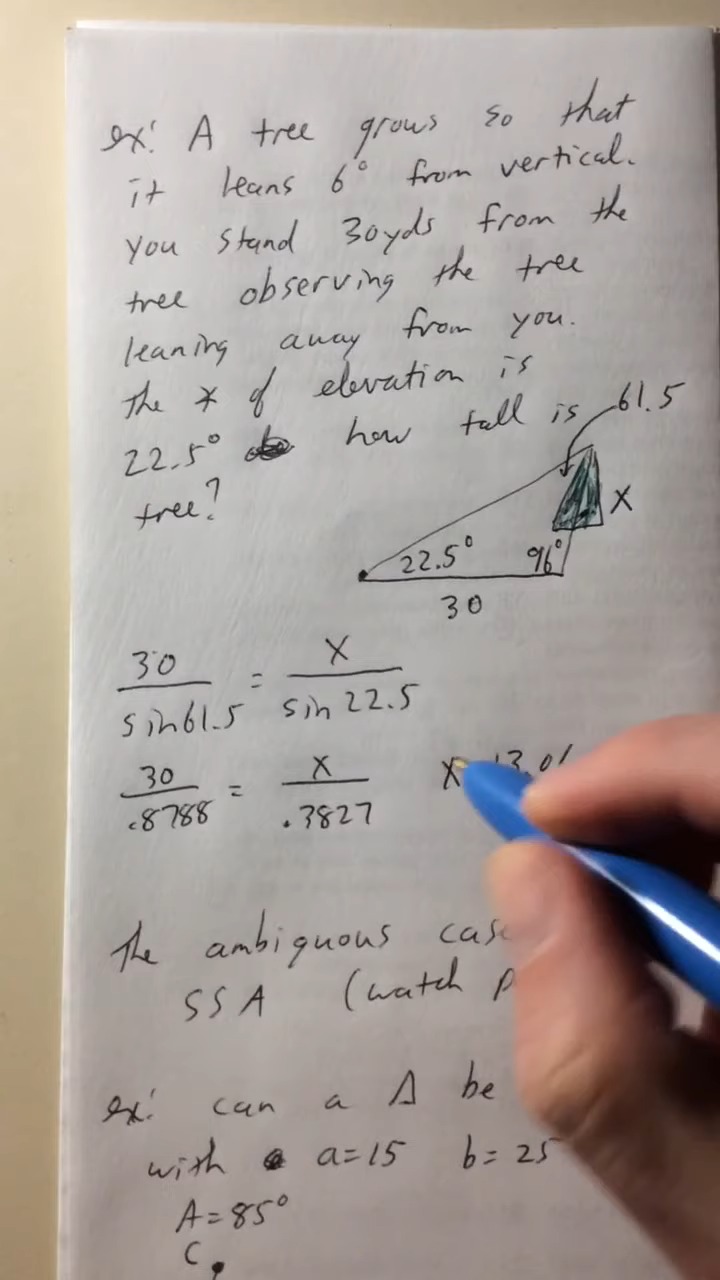 ex: A tree grows so that
it leans 6° from vertical.
you stand 30yds from the
tree observing the tree
leaning away from you.
the ∡ of elevation is
22.5° how tall is
tree?
61.5
X
22.5°
96°
30
30/sin61.5 = X/sin 22.5
30/.8788 = X/.3827
X
The ambiguous
SSA (watch
ex: can a Δ be
with a=15 b=25
A=85°
C